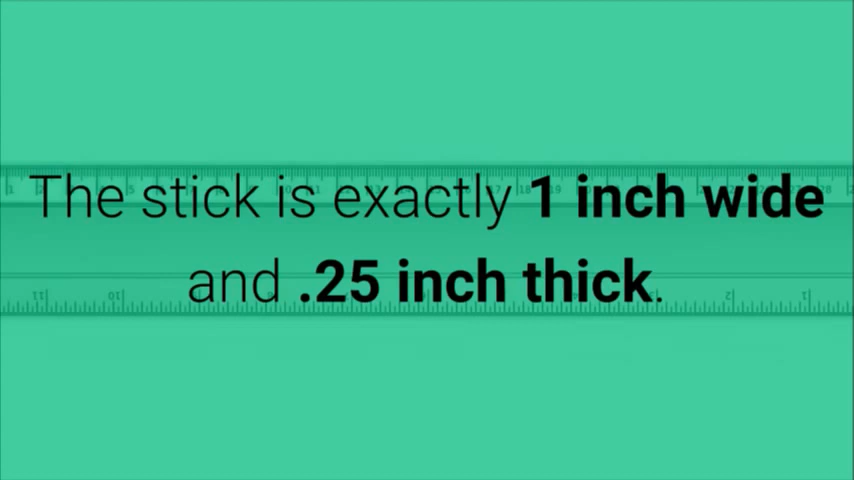 The stick is exactly 1 inch wide
and .25 inch thick.